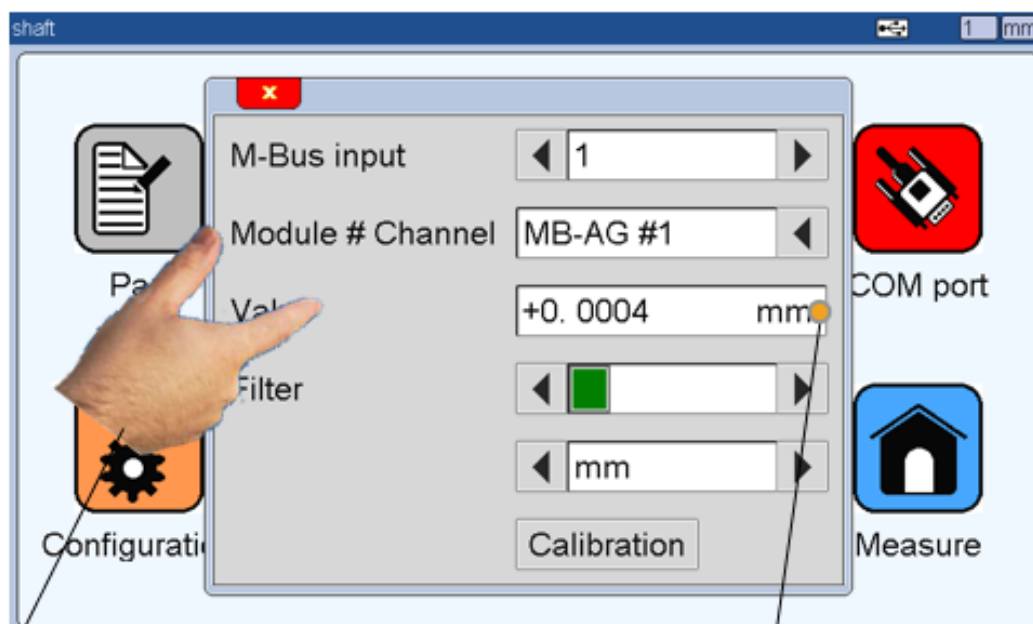 shaft 1 mm
M-Bus input 1
Module # Channel MB-AG #1
COM port
+0. 0004 mm
Filter
mm
Calibration
Measure